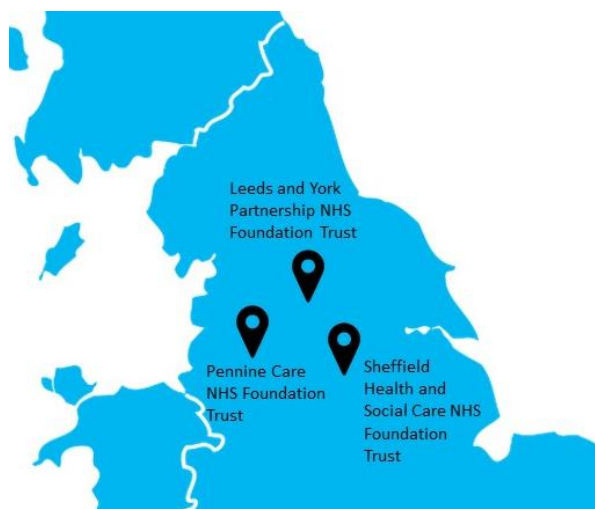 Leeds and York
Partnership NHS
Foundation Trust
Pennine Care
NHS Foundation
Trust
Sheffield
Health and
Social Care NHS
Foundation
Trust